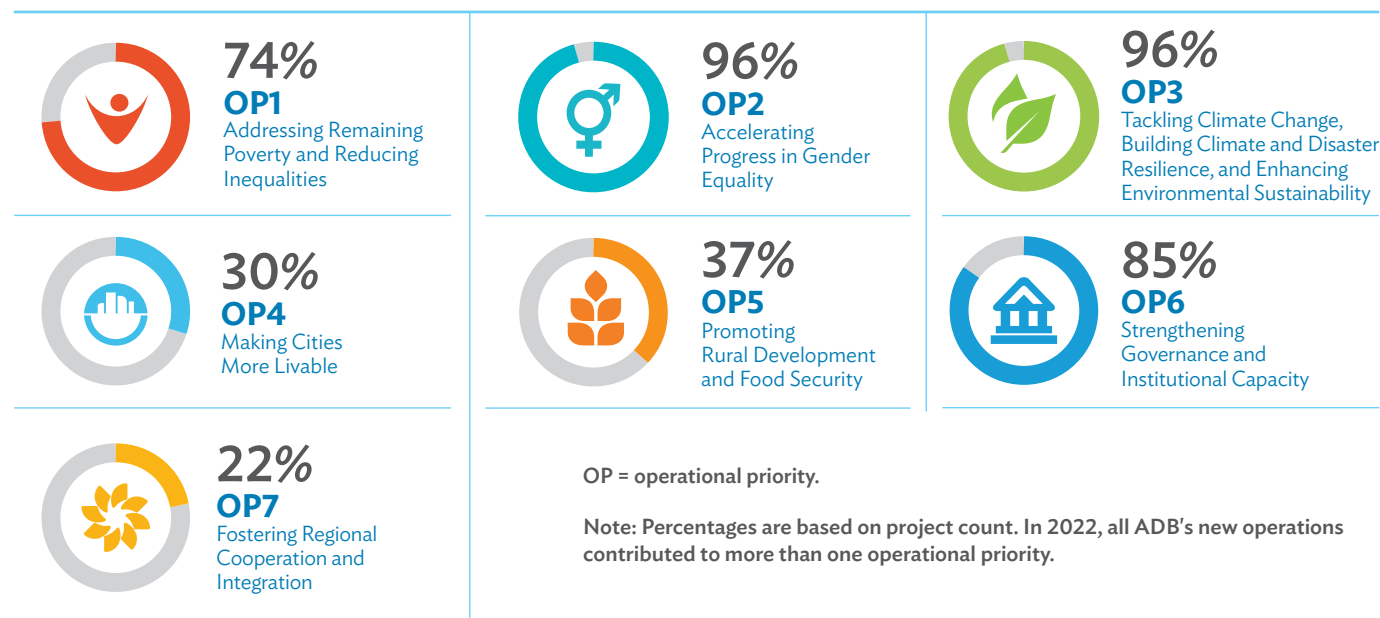 74%
OP1
Addressing Remaining
Poverty and Reducing
Inequalities
96%
OP2
Accelerating
Progress in Gender
Equality
96%
OP3
Tackling Climate Change,
Building Climate and Disaster
Resilience, and Enhancing
Environmental Sustainability
30%
OP4
Making Cities
More Livable
37%
OP5
Promoting
Rural Development
and Food Security
85%
OP6
Strengthening
Governance and
Institutional Capacity
22%
OP7
Fostering Regional
Cooperation and
Integration
OP = operational priority.
Note: Percentages are based on project count. In 2022, all ADB's new operations
contributed to more than one operational priority.